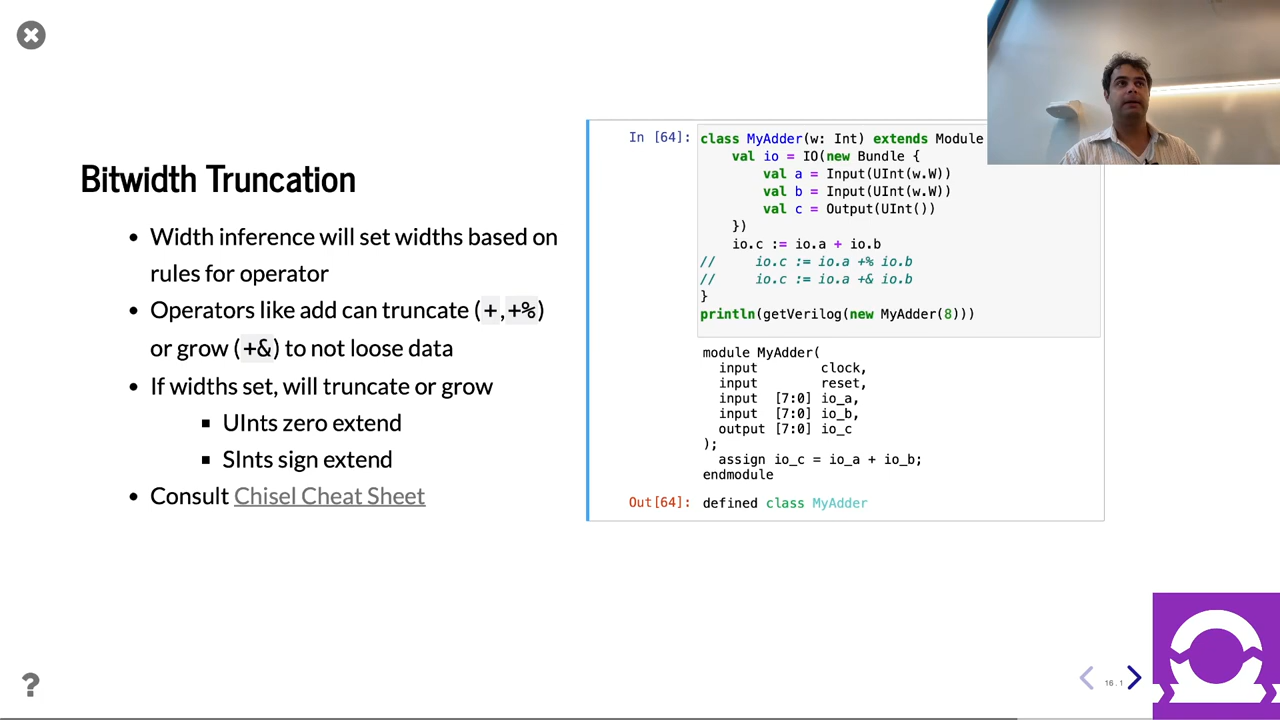 Bitwidth Truncation
• Width inference will set widths based on
rules for operator
• Operators like add can truncate (+,+%)
or grow (+&) to not loose data
• If widths set, will truncate or grow
▪ UInts zero extend
▪ SInts sign extend
• Consult Chisel Cheat Sheet
In [64]: class MyAdder(w: Int) extends Module
val io = IO(new Bundle {
val a = Input(UInt(w.W))
val b = Input(UInt(w.W))
val c = Output(UInt())
})
io.c := io.a + io.b
// io.c := io.a +% io.b
// io.c := io.a +& io.b
}
println(getVerilog(new MyAdder(8)))
module MyAdder(
input clock,
input reset,
input [7:0] io_a,
input [7:0] io_b,
output [7:0] io_c
);
assign io_c = io_a + io_b;
endmodule
Out[64]: defined class MyAdder
?
16.1